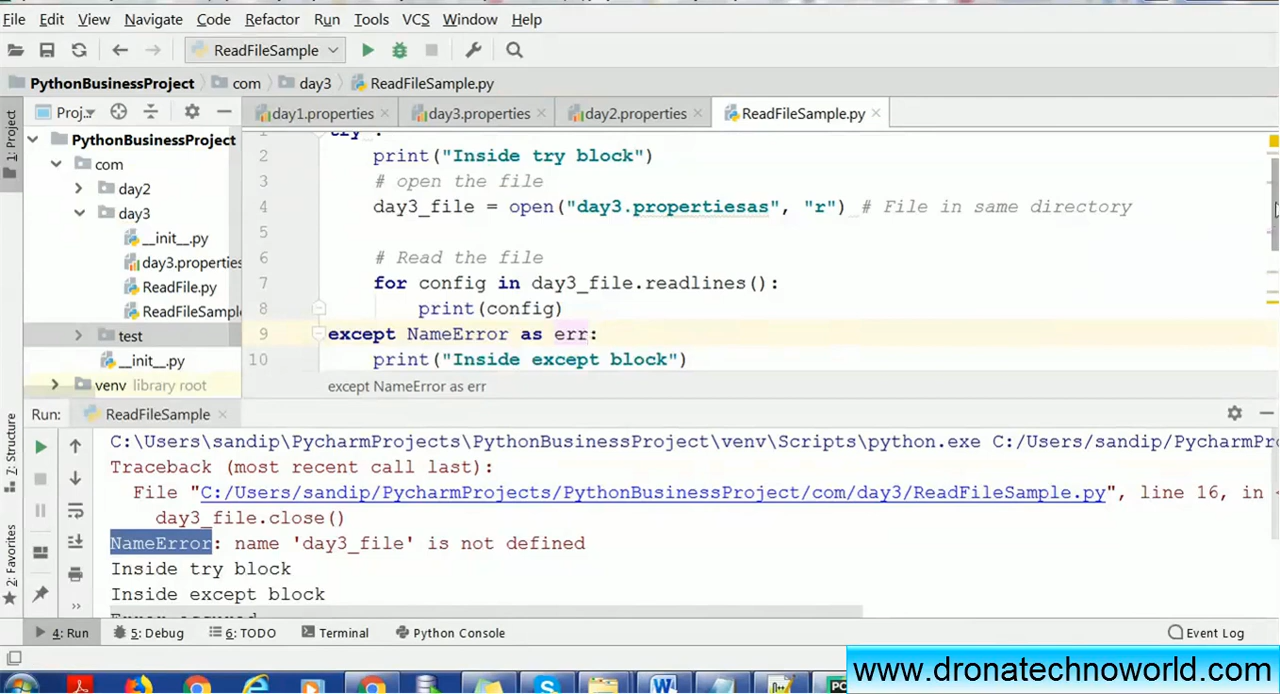 File Edit View Navigate Code Refactor Run Tools VCS Window Help
ReadFileSample
PythonBusinessProject com day3 ReadFileSample.py
1: Project
Proj..
day1.properties day3.properties day2.properties ReadFileSample.py
PythonBusinessProject
com
day2
day3
__init__.py
day3.properties
ReadFile.py
ReadFileSampl
test
__init__.py
venv library root
1 try :
2 print("Inside try block")
3 # open the file
4 day3_file = open("day3.propertiesas", "r") # File in same directory
5
6 # Read the file
7 for config in day3_file.readlines():
8 print(config)
9 except NameError as err:
10 print("Inside except block")
except NameError as err
Run: ReadFileSample
7: Structure
2: Favorites
C:\Users\sandip\PycharmProjects\PythonBusinessProject\venv\Scripts\python.exe C:/Users/sandip/PycharmPro
Traceback (most recent call last):
File "C:/Users/sandip/PycharmProjects/PythonBusinessProject/com/day3/ReadFileSample.py", line 16, in <
day3_file.close()
NameError: name 'day3_file' is not defined
Inside try block
Inside except block
4: Run 5: Debug 6: TODO Terminal Python Console Event Log
www.dronatechnoworld.com